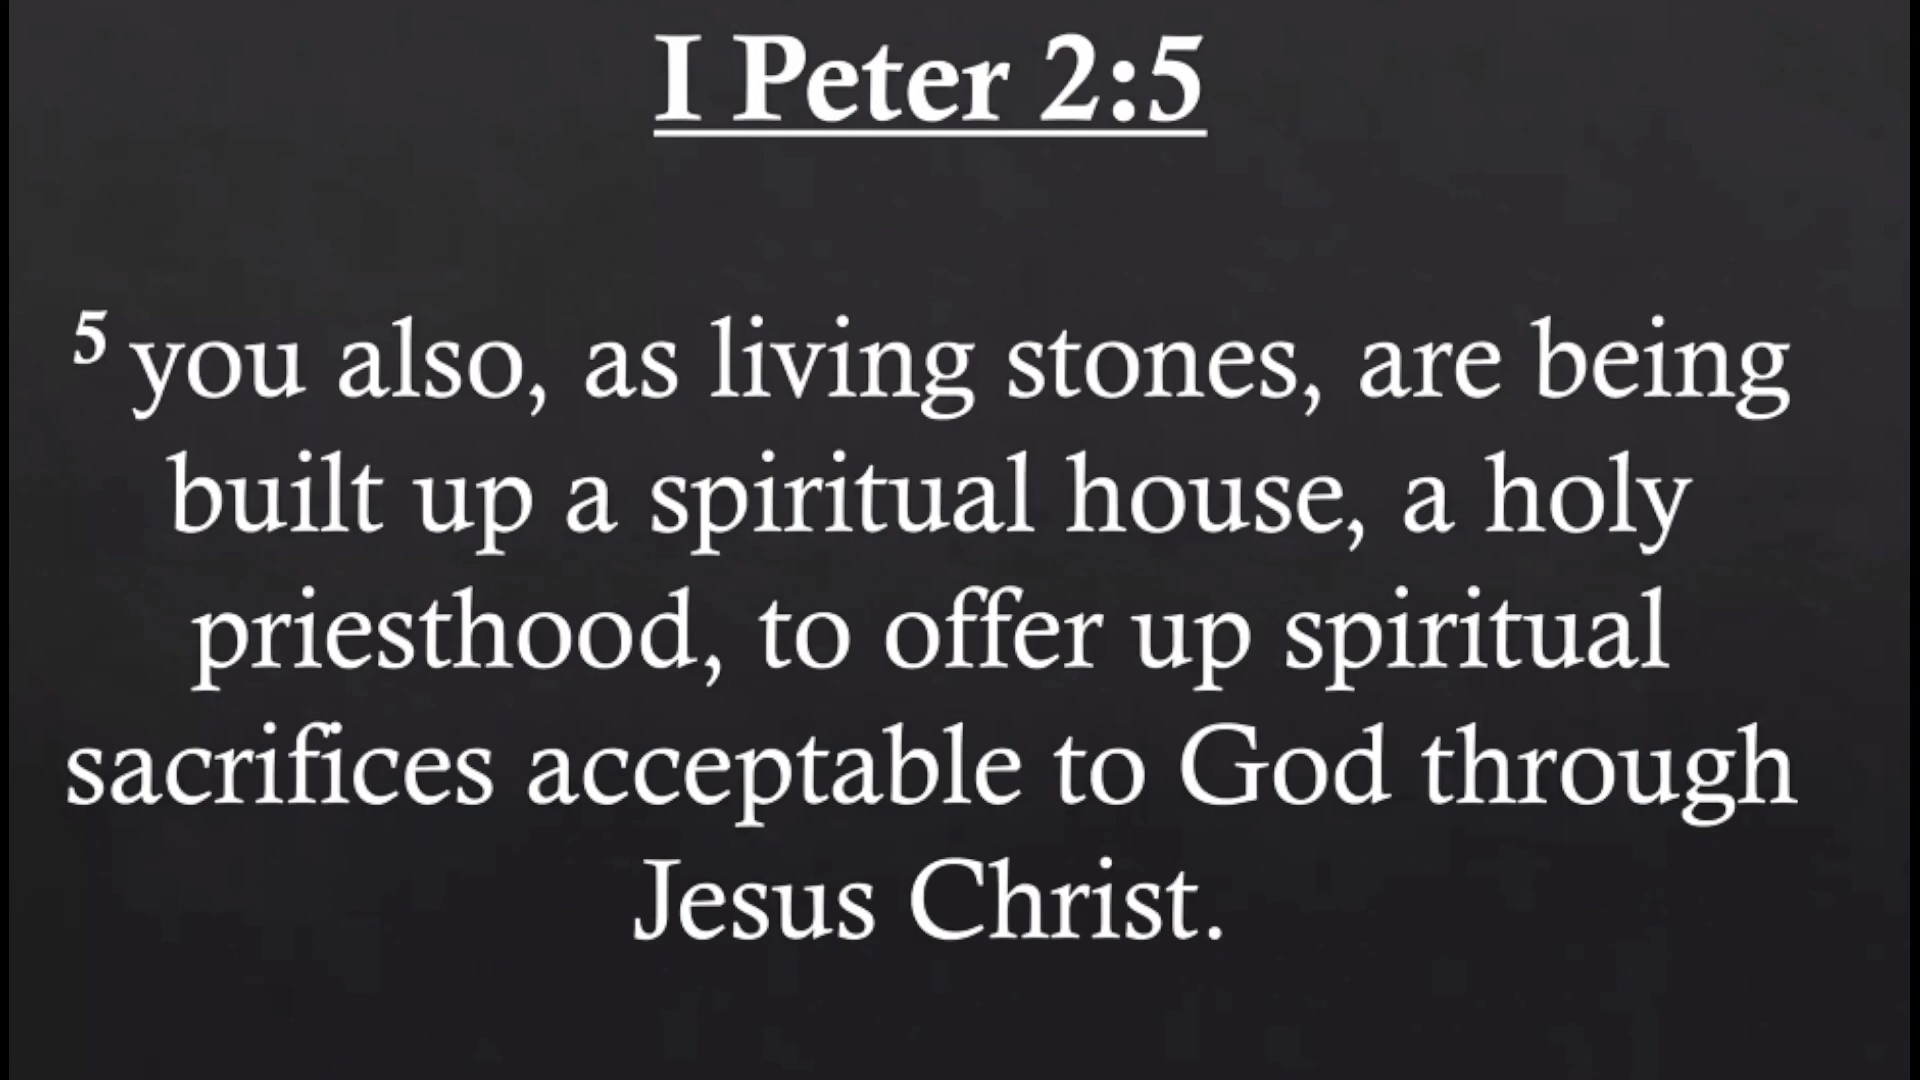 I Peter 2:5
5 you also, as living stones, are being
built up a spiritual house, a holy
priesthood, to offer up spiritual
sacrifices acceptable to God through
Jesus Christ.